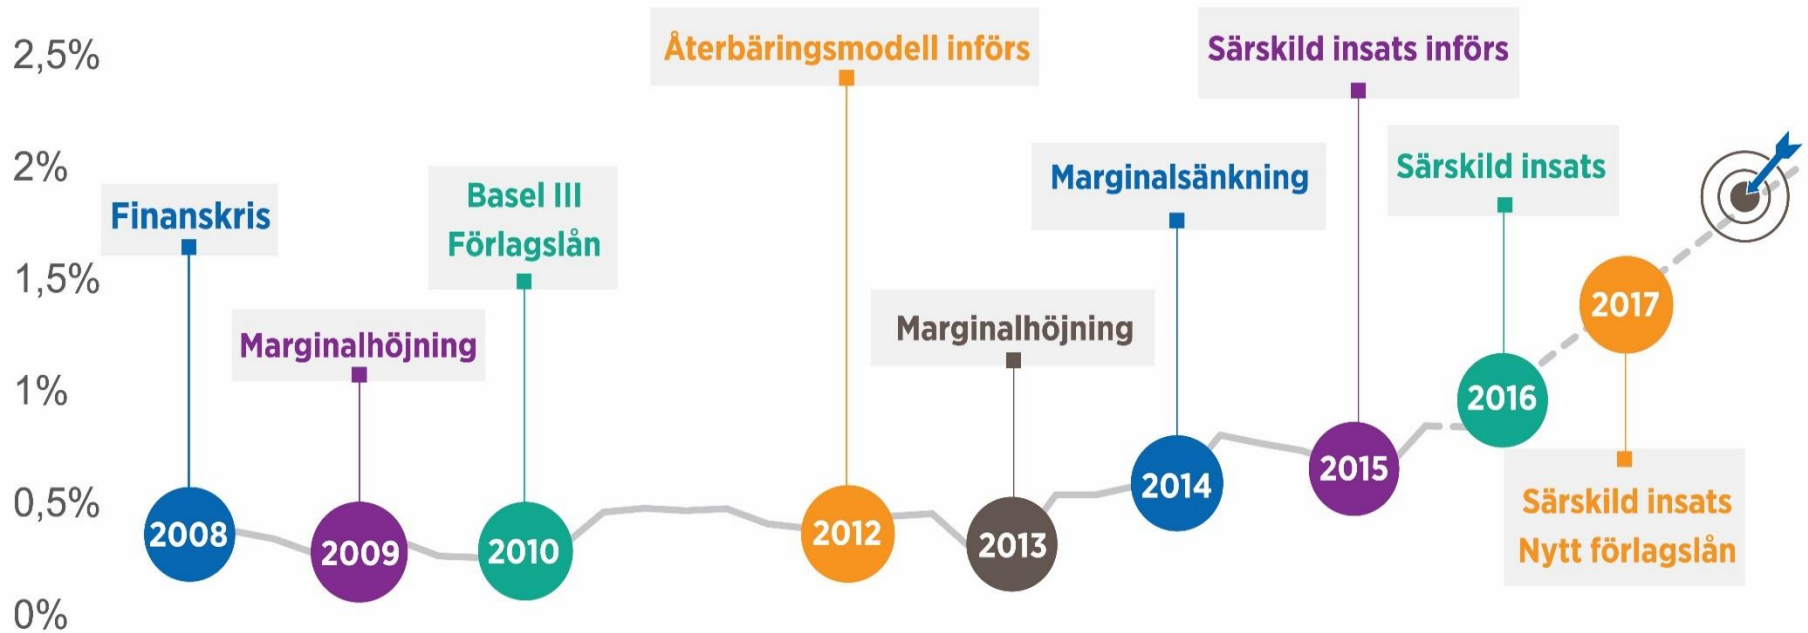 2,5%
2%
1,5%
1%
0,5%
0%
Finanskris
2008
Marginalhöjning
2009
Basel III
Förlagslån
2010
Återbäringsmodell införs
2012
Marginalhöjning
2013
Marginalsänkning
2014
Särskild insats införs
2015
Särskild insats
2016
2017
Särskild insats
Nytt förlagslån